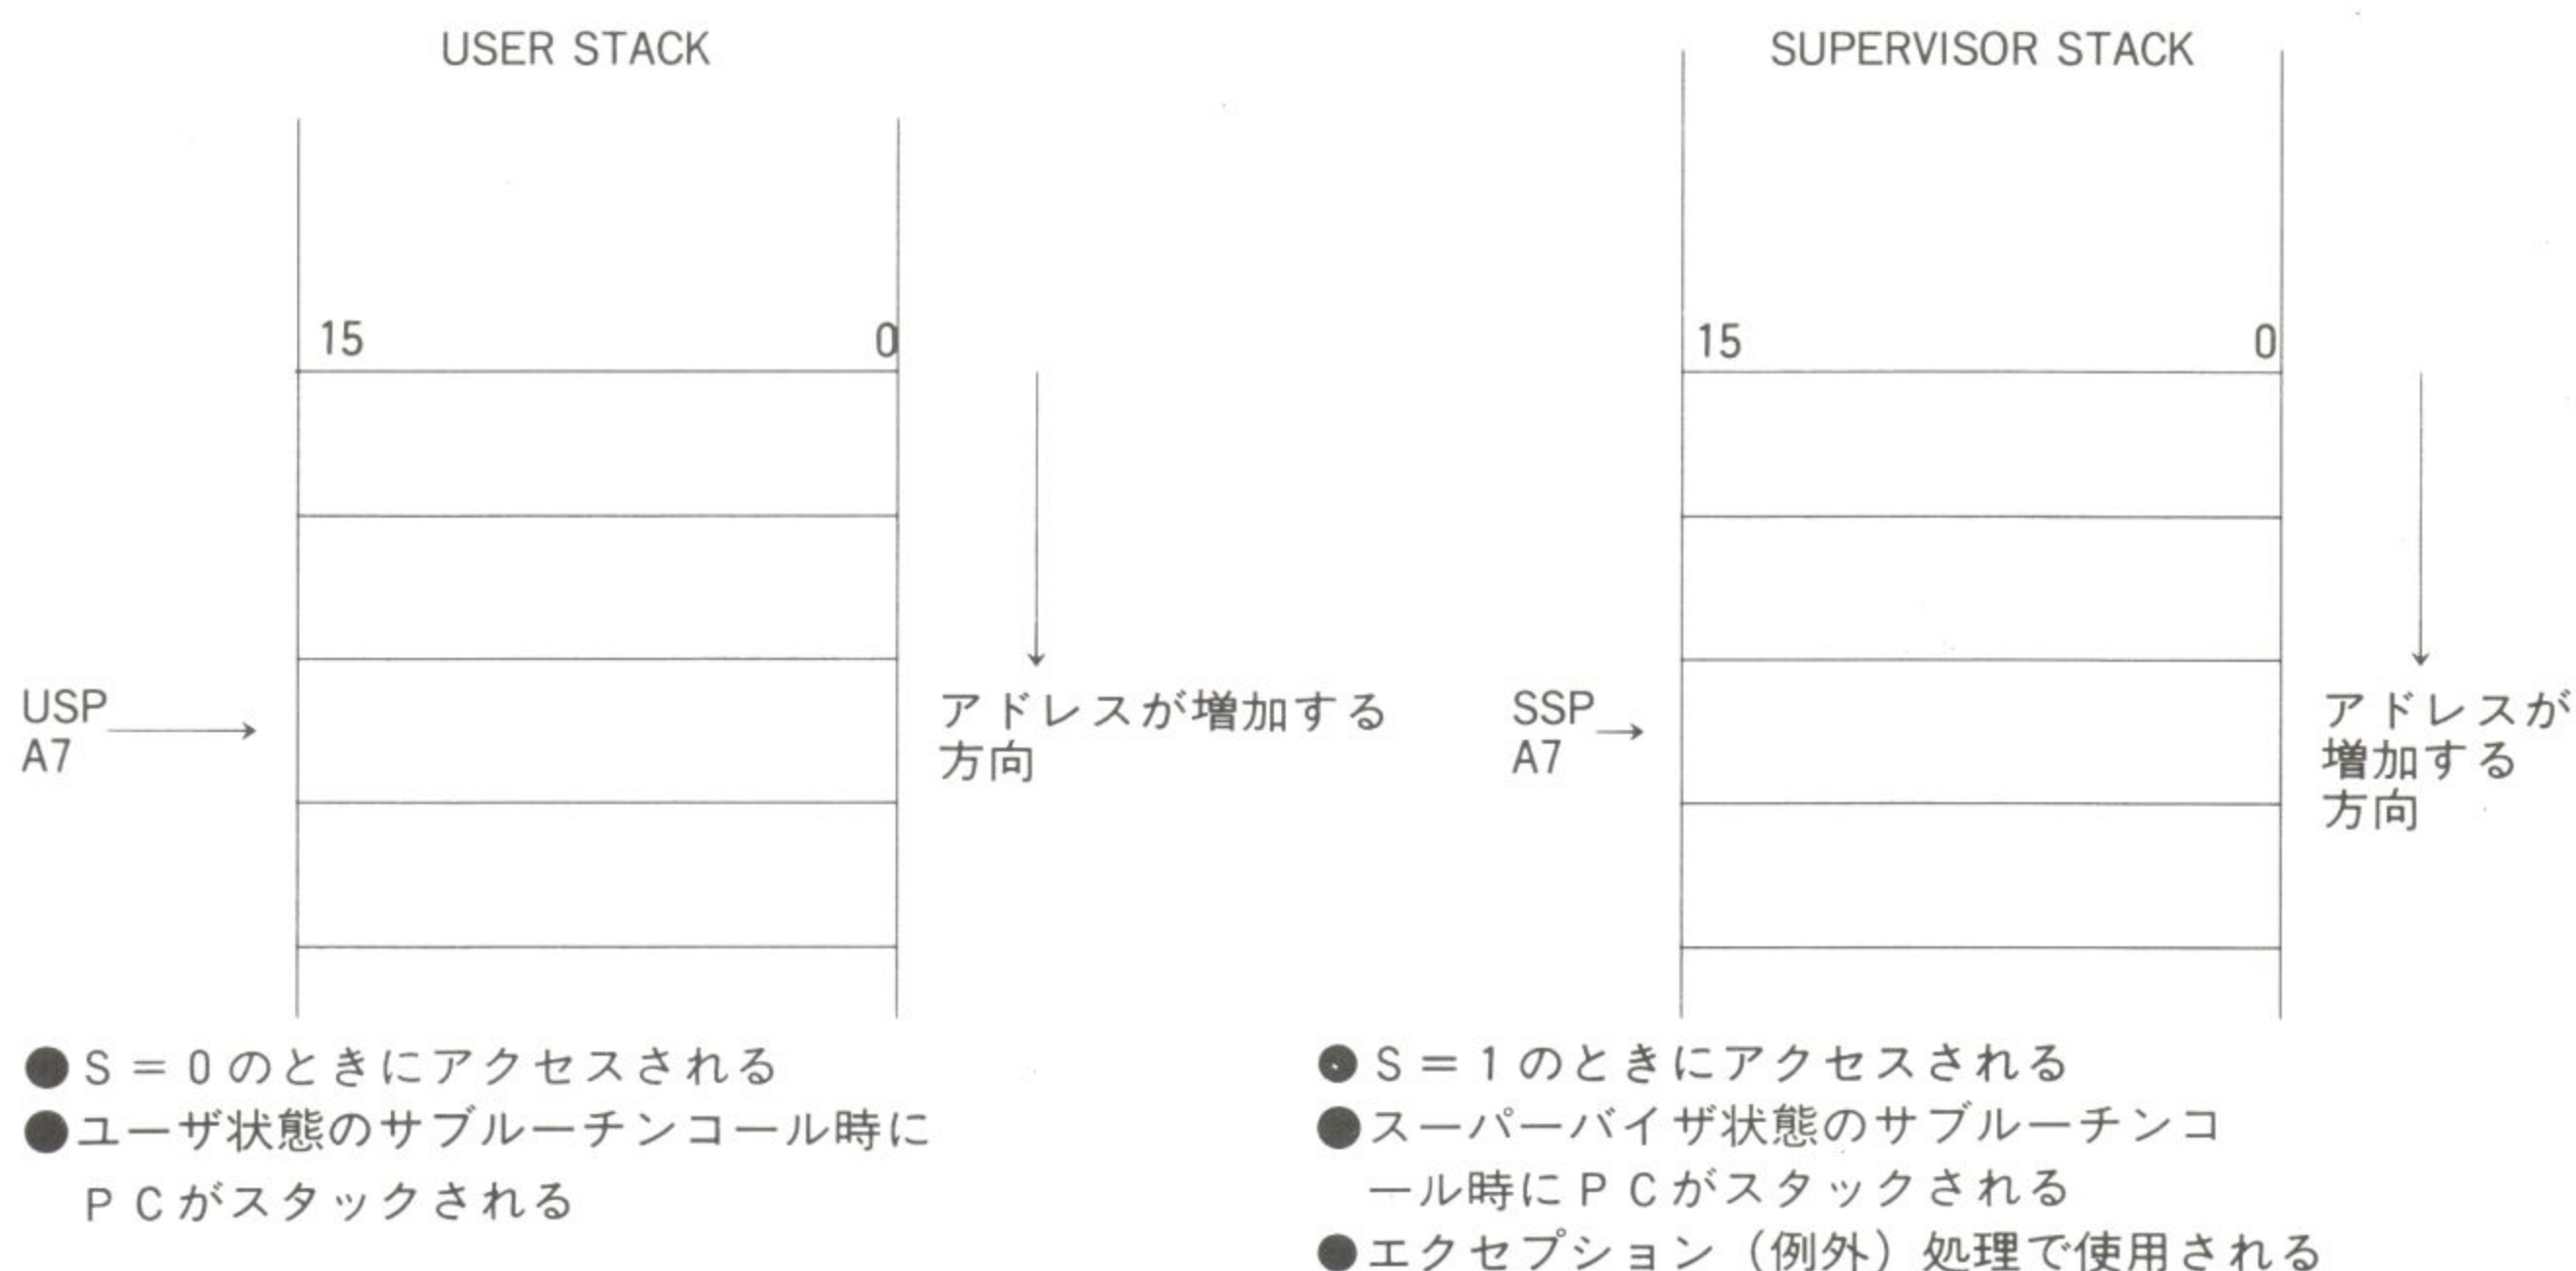 USER STACK
15 0
USP
A7
アドレスが増加する
方向
● S = 0 のときにアクセスされる
● ユーザ状態のサブルーチンコール時に
PCがスタックされる
SUPERVISOR STACK
15 0
SSP
A7
アドレスが
増加する
方向
● S = 1 のときにアクセスされる
● スーパーバイザ状態のサブルーチンコ
ール時にPCがスタックされる
● エクセプション（例外）処理で使用される